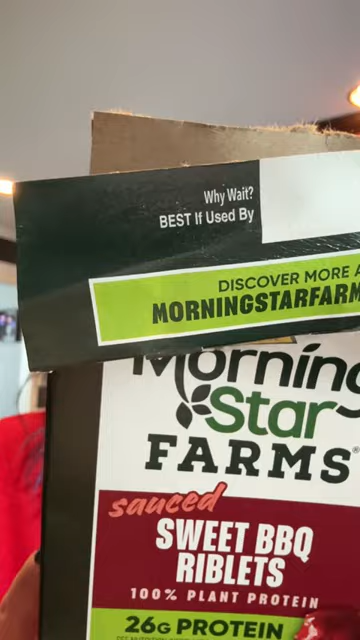 Why Wait?
BEST If Used By
DISCOVER MORE
MORNINGSTARFARM
Morning
Star
FARMS®
sauced
SWEET BBQ
RIBLETS
100% PLANT PROTEIN
26G PROTEIN